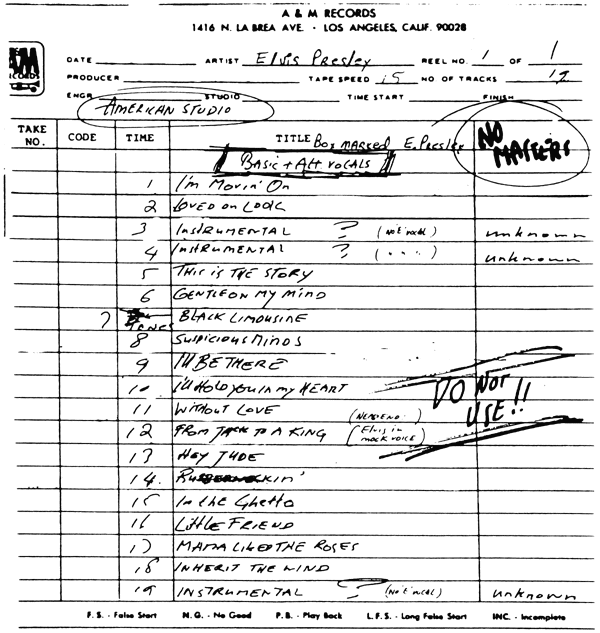 A & M RECORDS
1416 N. LA BREA AVE. · LOS ANGELES, CALIF. 90028
A&M RECORDS
DATE ARTIST Elvis Presley REEL NO. 1 OF 1
PRODUCER TAPE SPEED 15 NO OF TRACKS
ENGR. STUDIO TIME START FINISH
AMERICAN STUDIO
TAKE NO. CODE TIME TITLE Box marked E. Presley NO MASTERS
Basic + Alt vocals
1 I'm Movin' On
2 Loved on Look
3 Instrumental ? (not vocal) unknown
4 Instrumental ? (....) unknown
5 This is the Story
6 Gentle on my Mind
7 Black Limousine
8 Suspicious Minds
9 I'll Be There
10 I'll Hold you in my Heart
11 Without Love
12 From Jack to a King (Near end: Elvis in mock voice)
DO NOT USE!!
13 Hey Jude
14. Rubberneckin'
15 In the Ghetto
16 Little Friend
17 Mama Liked the Roses
18 Inherit the Wind
19 Instrumental ? (not vocal) unknown
F.S. - False Start N.G. - No Good P.B. - Play Back L.F.S. - Long False Start INC. - Incomplete